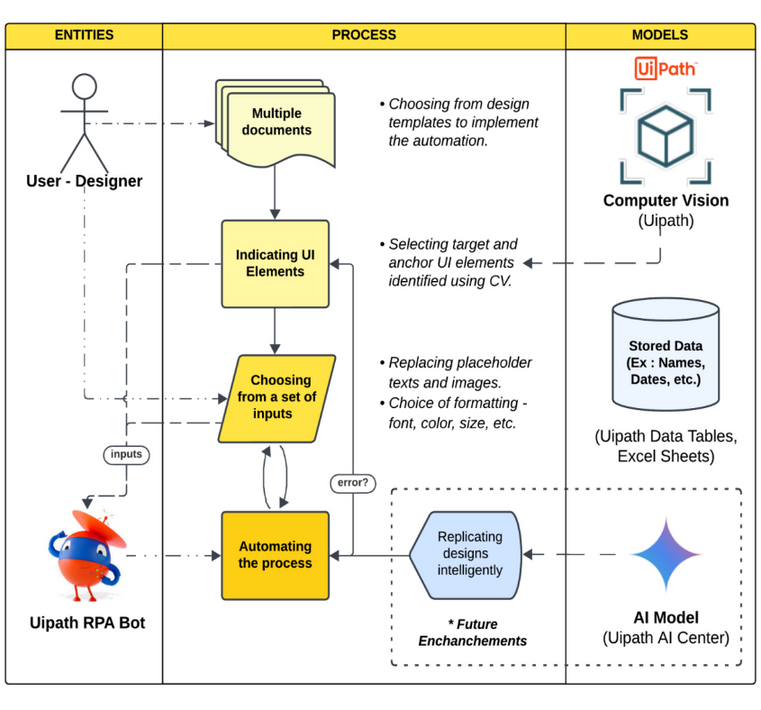 ENTITIES
PROCESS
MODELS
UiPath
Multiple
documents
• Choosing from design
templates to implement
the automation.
User - Designer
Computer Vision
(Uipath)
Indicating UI
Elements
• Selecting target and
anchor UI elements
identified using CV.
Stored Data
(Ex : Names,
Dates, etc.)
(Uipath Data Tables,
Excel Sheets)
Choosing
from a set of
inputs
• Replacing placeholder
texts and images.
• Choice of formatting -
font, color, size, etc.
inputs
error?
Automating
the process
Replicating
designs
intelligently
* Future
Enchancements
Uipath RPA Bot
AI Model
(Uipath AI Center)